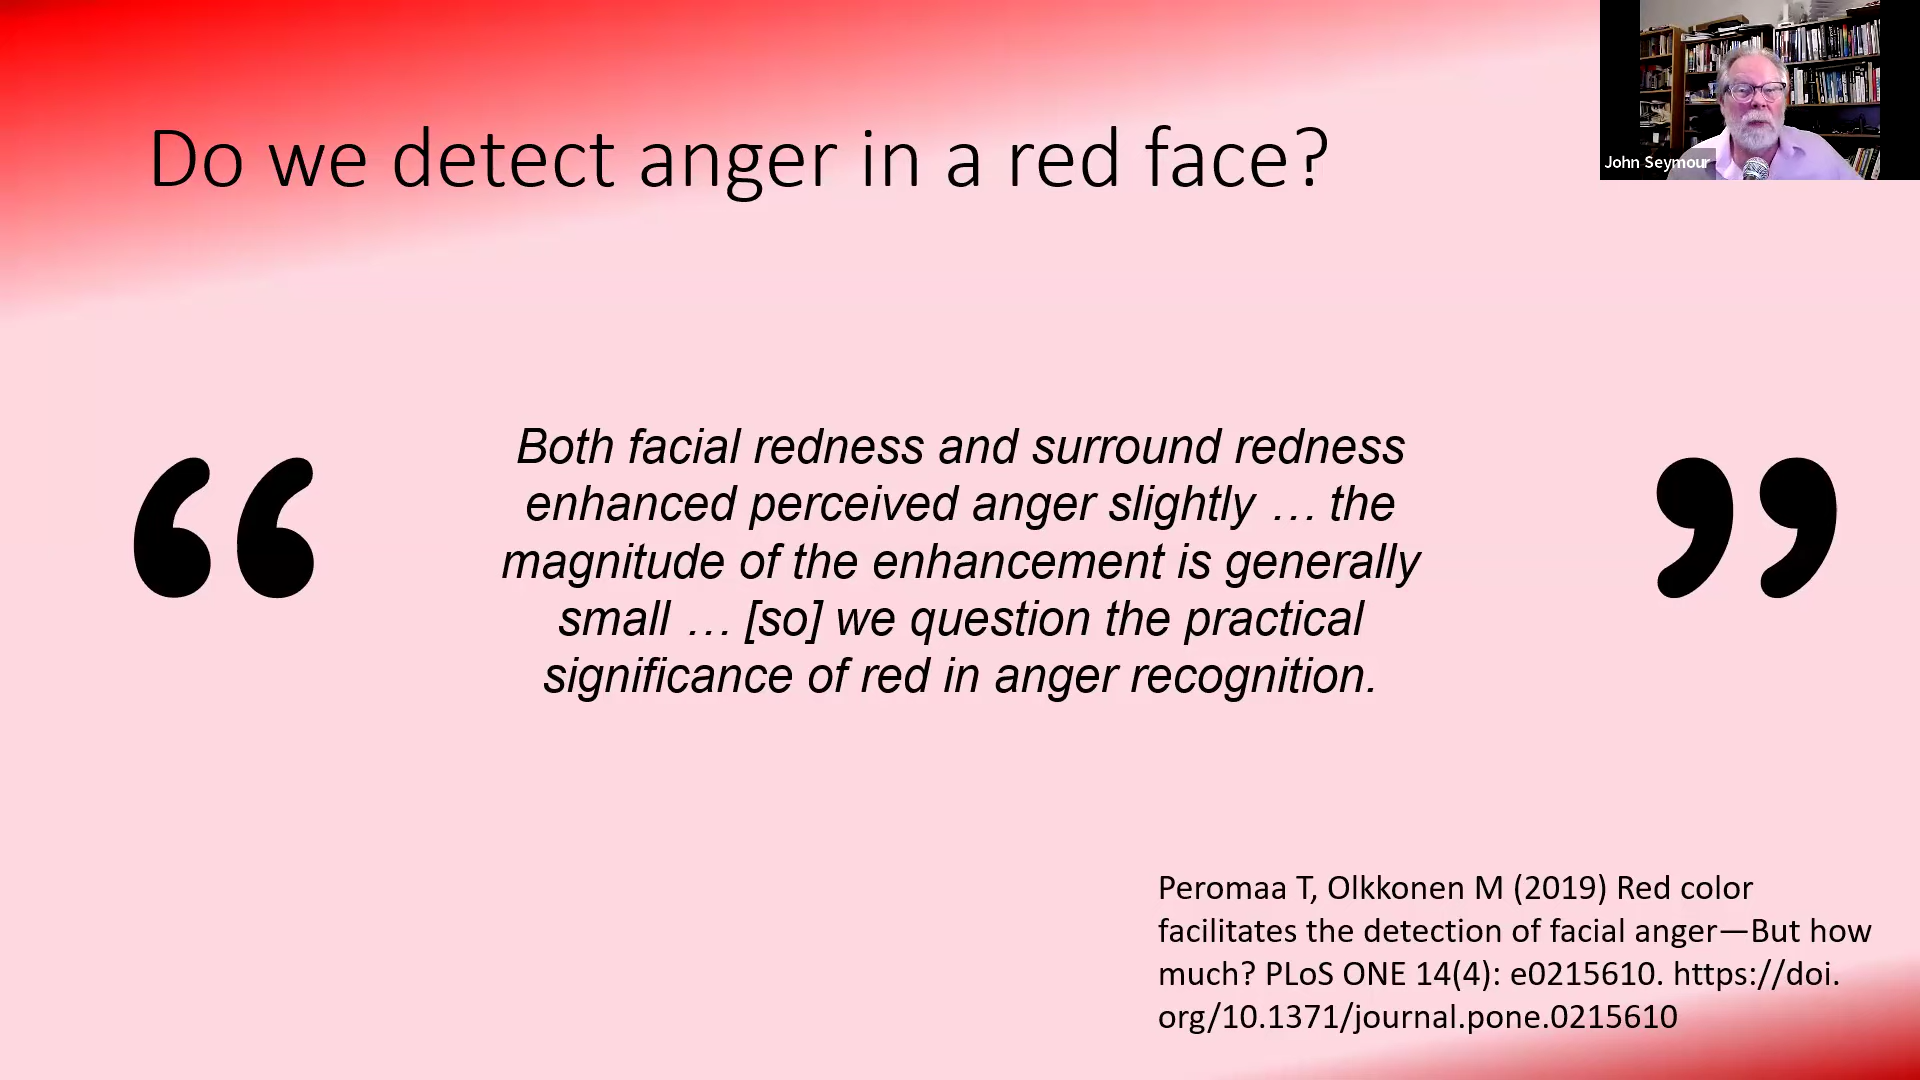 Do we detect anger in a red face?
John Seymour
“
Both facial redness and surround redness
enhanced perceived anger slightly … the
magnitude of the enhancement is generally
small … [so] we question the practical
significance of red in anger recognition.
”
Peromaa T, Olkkonen M (2019) Red color
facilitates the detection of facial anger—But how
much? PLoS ONE 14(4): e0215610. https://doi.
org/10.1371/journal.pone.0215610